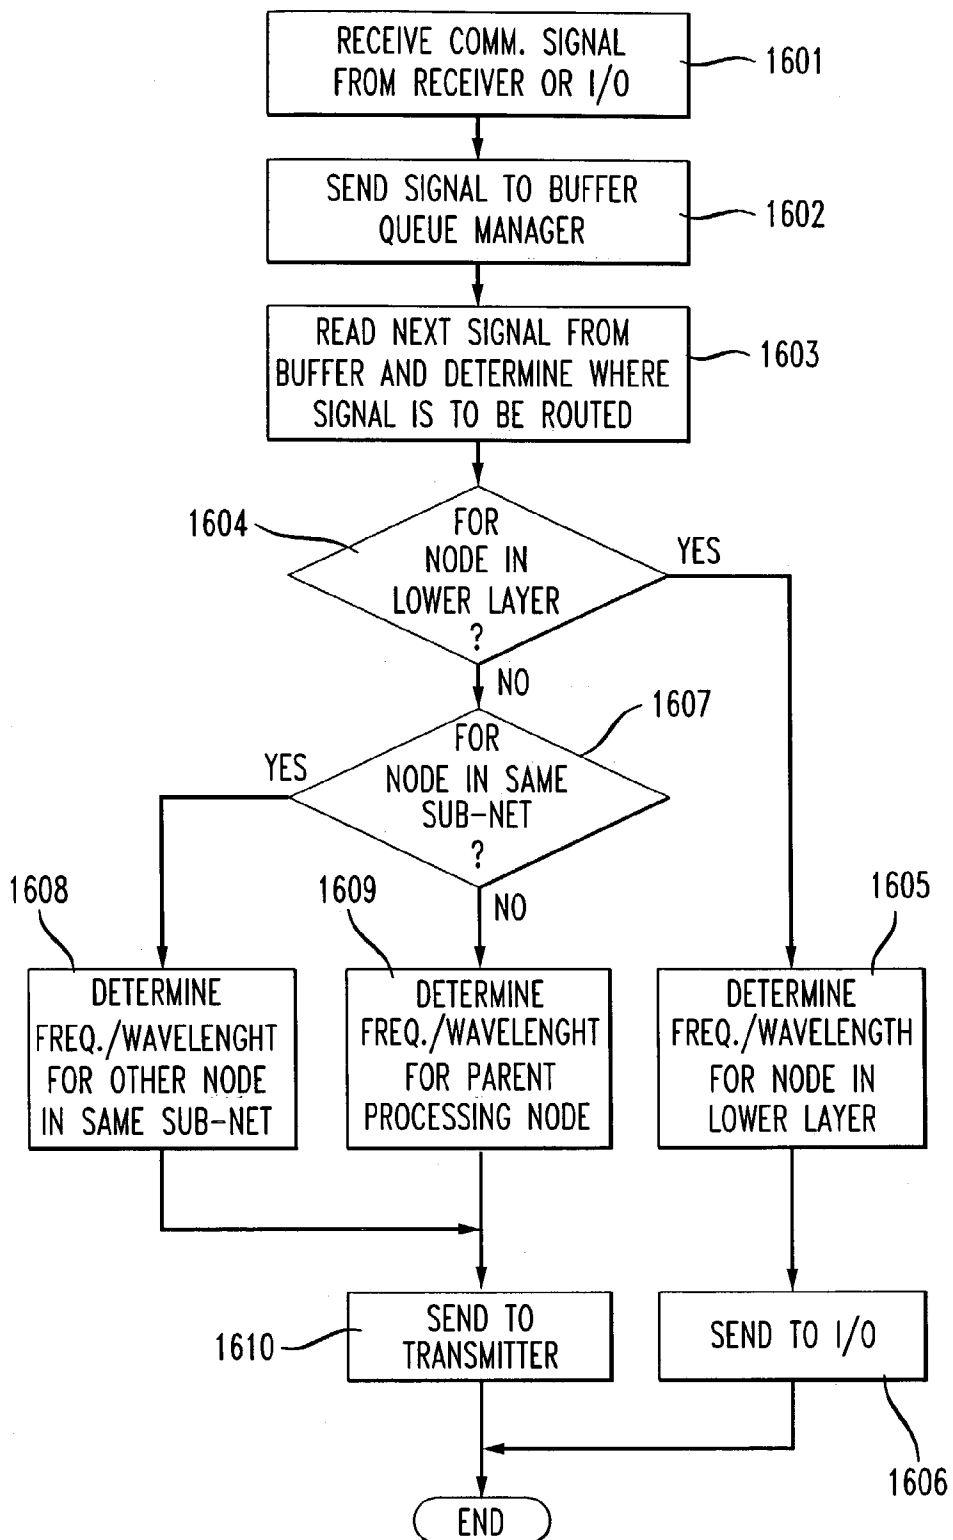 RECEIVE COMM. SIGNAL
FROM RECEIVER OR I/O
1601
SEND SIGNAL TO BUFFER
QUEUE MANAGER
1602
READ NEXT SIGNAL FROM
BUFFER AND DETERMINE WHERE
SIGNAL IS TO BE ROUTED
1603
1604
FOR
NODE IN
LOWER LAYER
?
YES
NO
1607
FOR
NODE IN SAME
SUB-NET
?
YES
NO
1608
DETERMINE
FREQ./WAVELENGHT
FOR OTHER NODE
IN SAME SUB-NET
1609
DETERMINE
FREQ./WAVELENGHT
FOR PARENT
PROCESSING NODE
1605
DETERMINE
FREQ./WAVELENGTH
FOR NODE IN
LOWER LAYER
1610
SEND TO
TRANSMITTER
SEND TO I/O
1606
END